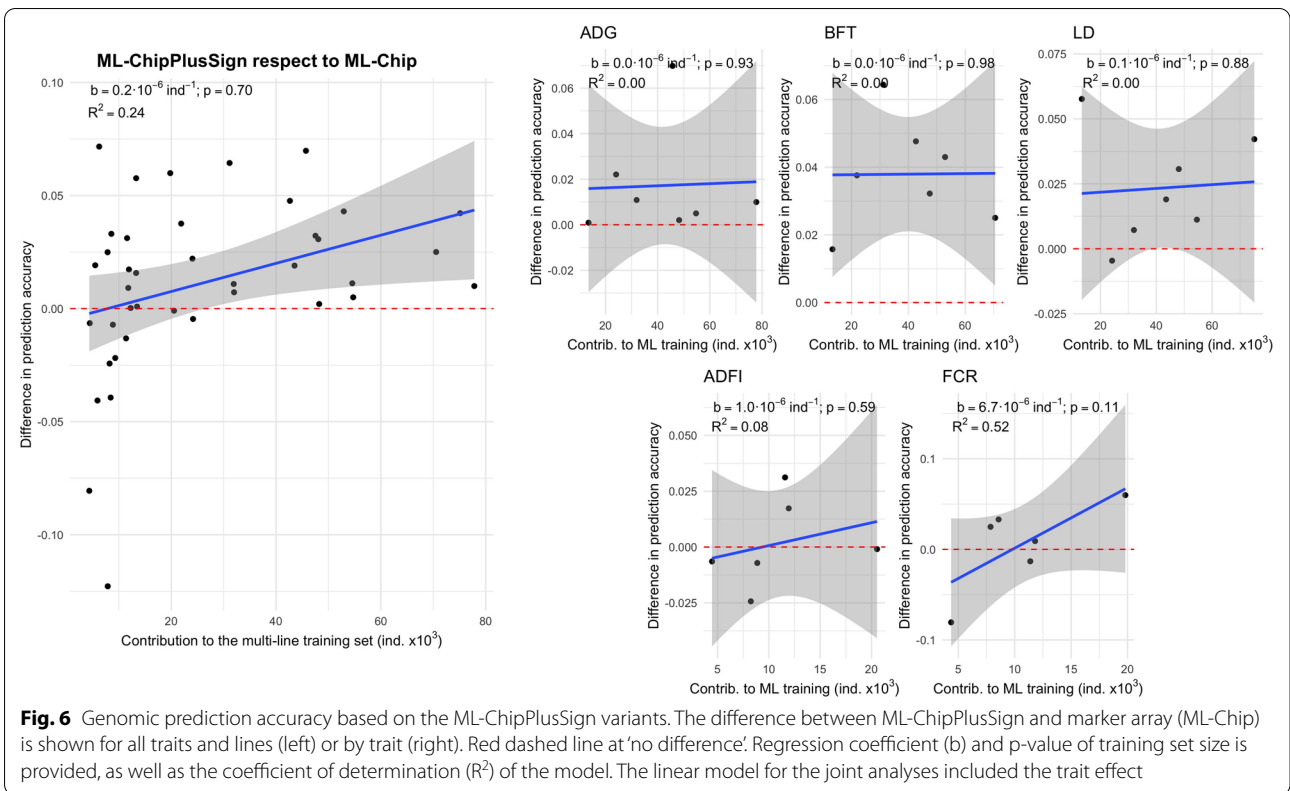 ML-ChipPlusSign respect to ML-Chip
b = 0.2·10⁻⁶ ind⁻¹; p = 0.70
R² = 0.24
Difference in prediction accuracy
0.10
0.05
0.00
-0.05
-0.10
20
40
60
80
Contribution to the multi-line training set (ind. x10³)
ADG
b = 0.0·10⁻⁶ ind⁻¹; p = 0.93
R² = 0.00
Difference in prediction accuracy
0.06
0.04
0.02
0.00
-0.02
20
40
60
80
Contrib. to ML training (ind. x10³)
BFT
b = 0.0·10⁻⁶ ind⁻¹; p = 0.98
R² = 0.00
Difference in prediction accuracy
0.06
0.04
0.02
0.00
20
40
60
Contrib. to ML training (ind. x10³)
LD
b = 0.1·10⁻⁶ ind⁻¹; p = 0.88
R² = 0.00
Difference in prediction accuracy
0.075
0.050
0.025
0.000
-0.025
20
40
60
Contrib. to ML training (ind. x10³)
ADFI
b = 1.0·10⁻⁶ ind⁻¹; p = 0.59
R² = 0.08
Difference in prediction accuracy
0.050
0.025
0.000
-0.025
5
10
15
20
Contrib. to ML training (ind. x10³)
FCR
b = 6.7·10⁻⁶ ind⁻¹; p = 0.11
R² = 0.52
Difference in prediction accuracy
0.1
0.0
-0.1
5
10
15
20
Contrib. to ML training (ind. x10³)
Fig. 6 Genomic prediction accuracy based on the ML-ChipPlusSign variants. The difference between ML-ChipPlusSign and marker array (ML-Chip)
is shown for all traits and lines (left) or by trait (right). Red dashed line at 'no difference'. Regression coefficient (b) and p-value of training set size is
provided, as well as the coefficient of determination (R²) of the model. The linear model for the joint analyses included the trait effect